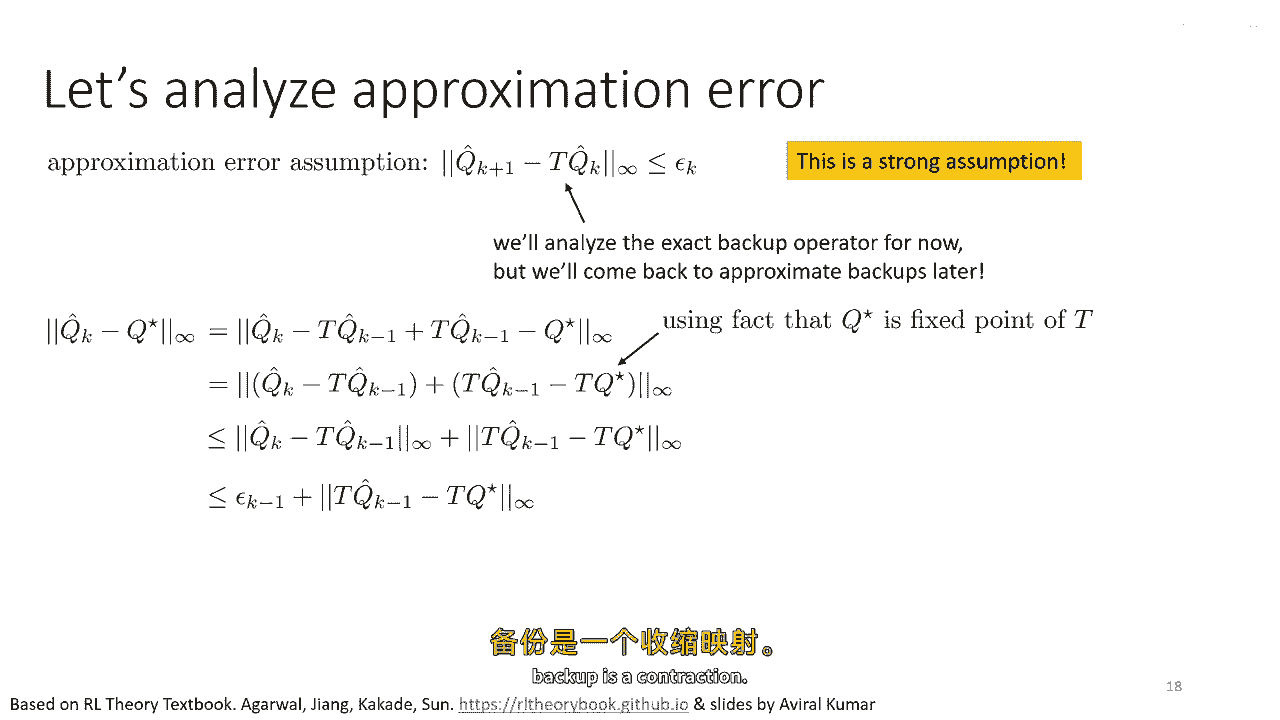 Let's analyze approximation error
approximation error assumption: $||\hat{Q}_{k+1} - T\hat{Q}_k||_\infty \leq \epsilon_k$
This is a strong assumption!
we'll analyze the exact backup operator for now,
but we'll come back to approximate backups later!
$||\hat{Q}_k - Q^\star||_\infty = ||\hat{Q}_k - T\hat{Q}_{k-1} + T\hat{Q}_{k-1} - Q^\star||_\infty$
using fact that $Q^\star$ is fixed point of $T$
$= ||(\hat{Q}_k - T\hat{Q}_{k-1}) + (T\hat{Q}_{k-1} - TQ^\star)||_\infty$
$\leq ||\hat{Q}_k - T\hat{Q}_{k-1}||_\infty + ||T\hat{Q}_{k-1} - TQ^\star||_\infty$
$\leq \epsilon_{k-1} + ||T\hat{Q}_{k-1} - TQ^\star||_\infty$
备份是一个收缩映射。
backup is a contraction.
18
Based on RL Theory Textbook. Agarwal, Jiang, Kakade, Sun. https://rltheorybook.github.io & slides by Aviral Kumar